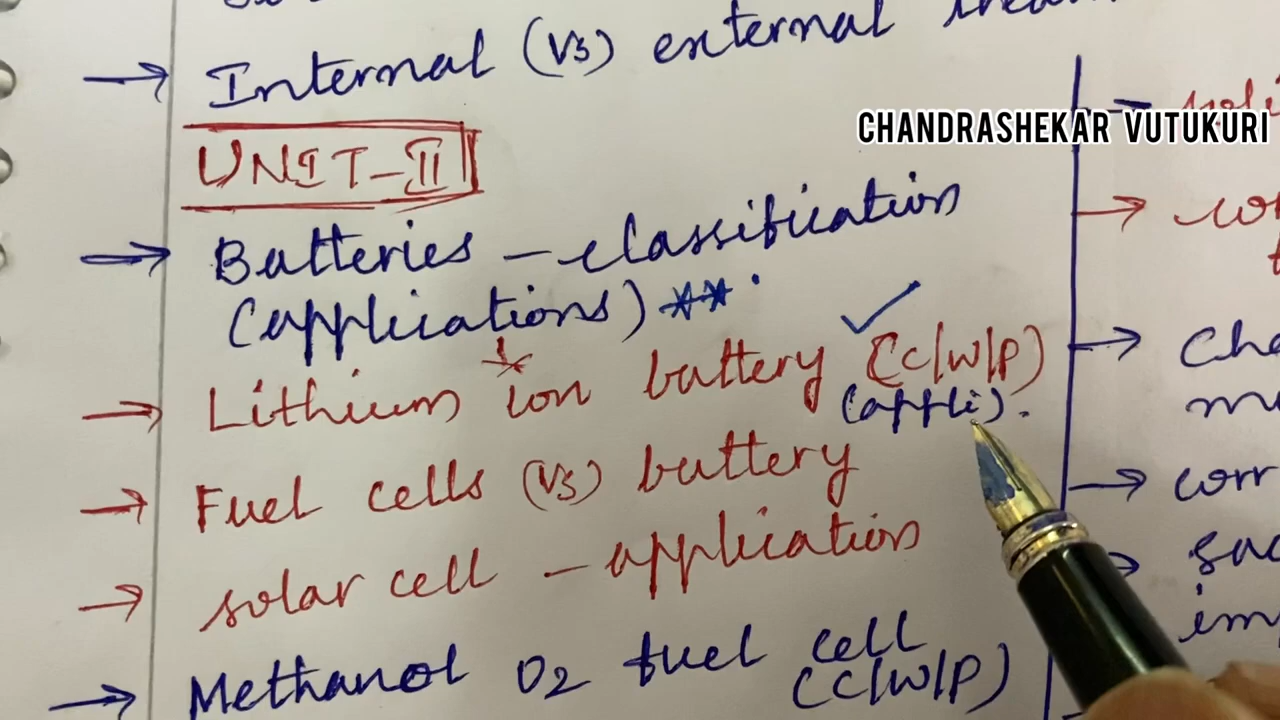 → Internal (Vs) external
UNIT-II
→ Batteries - classification
(applications) **
→ Lithium ion battery (C/W/P)
(appli).
→ Fuel cells (Vs) battery
→ solar cell - application
→ Methanol O2 fuel cell
(C/W/P)
CHANDRASHEKAR VUTUKURI